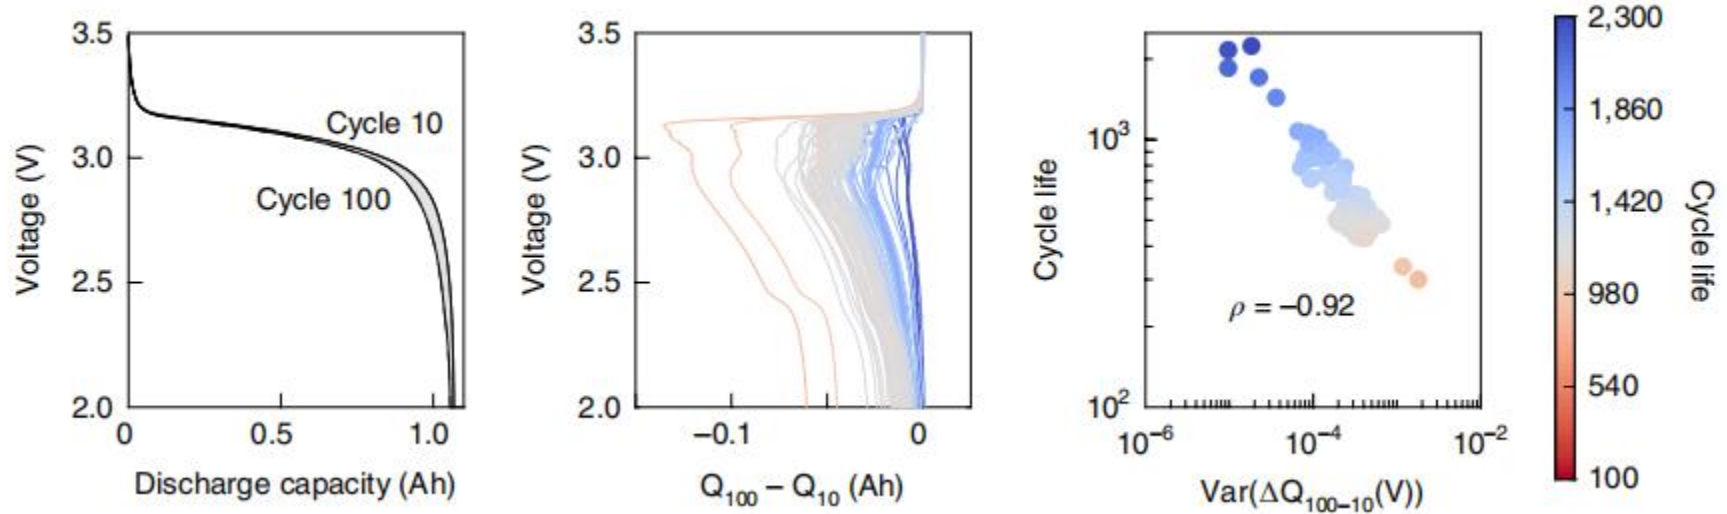 3.5
3.0
2.5
2.0
Voltage (V)
0
0.5
1.0
Discharge capacity (Ah)
Cycle 10
Cycle 100
3.5
3.0
2.5
2.0
Voltage (V)
−0.1
0
Q₁₀₀ − Q₁₀ (Ah)
10³
10²
Cycle life
ρ = −0.92
10⁻⁶
10⁻⁴
10⁻²
Var(ΔQ₁₀₀₋₁₀(V))
2,300
1,860
1,420
980
540
100
Cycle life